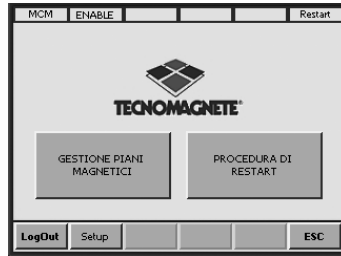 MCM ENABLE Restart
TECNOMAGNETE®
GESTIONE PIANI MAGNETICI
PROCEDURA DI RESTART
LogOut Setup ESC